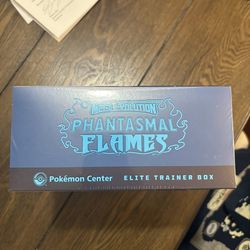 MEGA EVOLUTION
PHANTASMAL
FLAMES
Pokémon Center ELITE TRAINER BOX